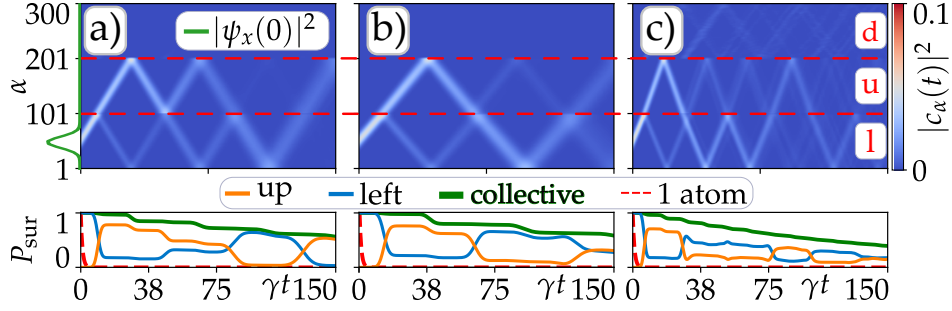 300 201 101 1
α
a) |ψ_x(0)|^2
b)
c) d u l
0.1 0
|c_α(t)|^2
up left collective 1 atom
1 0
P_sur
0 38 75 γt 150
0 38 75 γt 150
0 38 75 γt 150